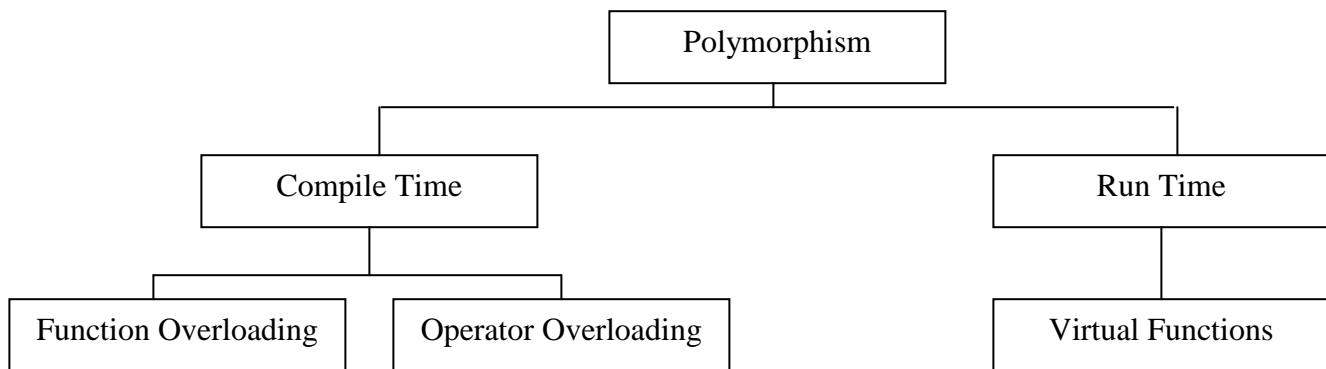 Polymorphism
Compile Time
Run Time
Function Overloading
Operator Overloading
Virtual Functions